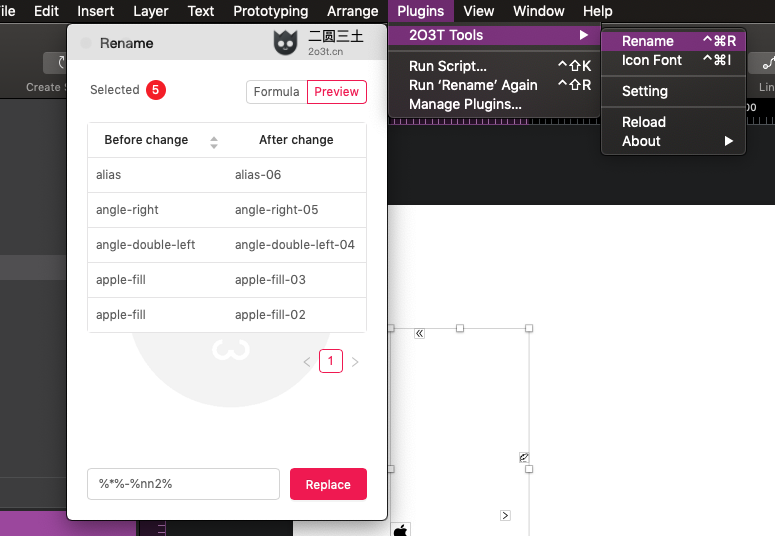 ile Edit Insert Layer Text Prototyping Arrange Plugins View Window Help
Rename
二圆三土
2o3t.cn
Selected 5
Formula Preview
Before change After change
alias alias-06
angle-right angle-right-05
angle-double-left angle-double-left-04
apple-fill apple-fill-03
apple-fill apple-fill-02
< 1 >
%*%-%nn2%
Replace
Create
2O3T Tools ▶
Run Script... ^⇧K
Run ‘Rename’ Again ^⇧R
Manage Plugins...
Rename ^⌘R
Icon Font ^⌘I
Setting
Reload
About ▶
Lin
00